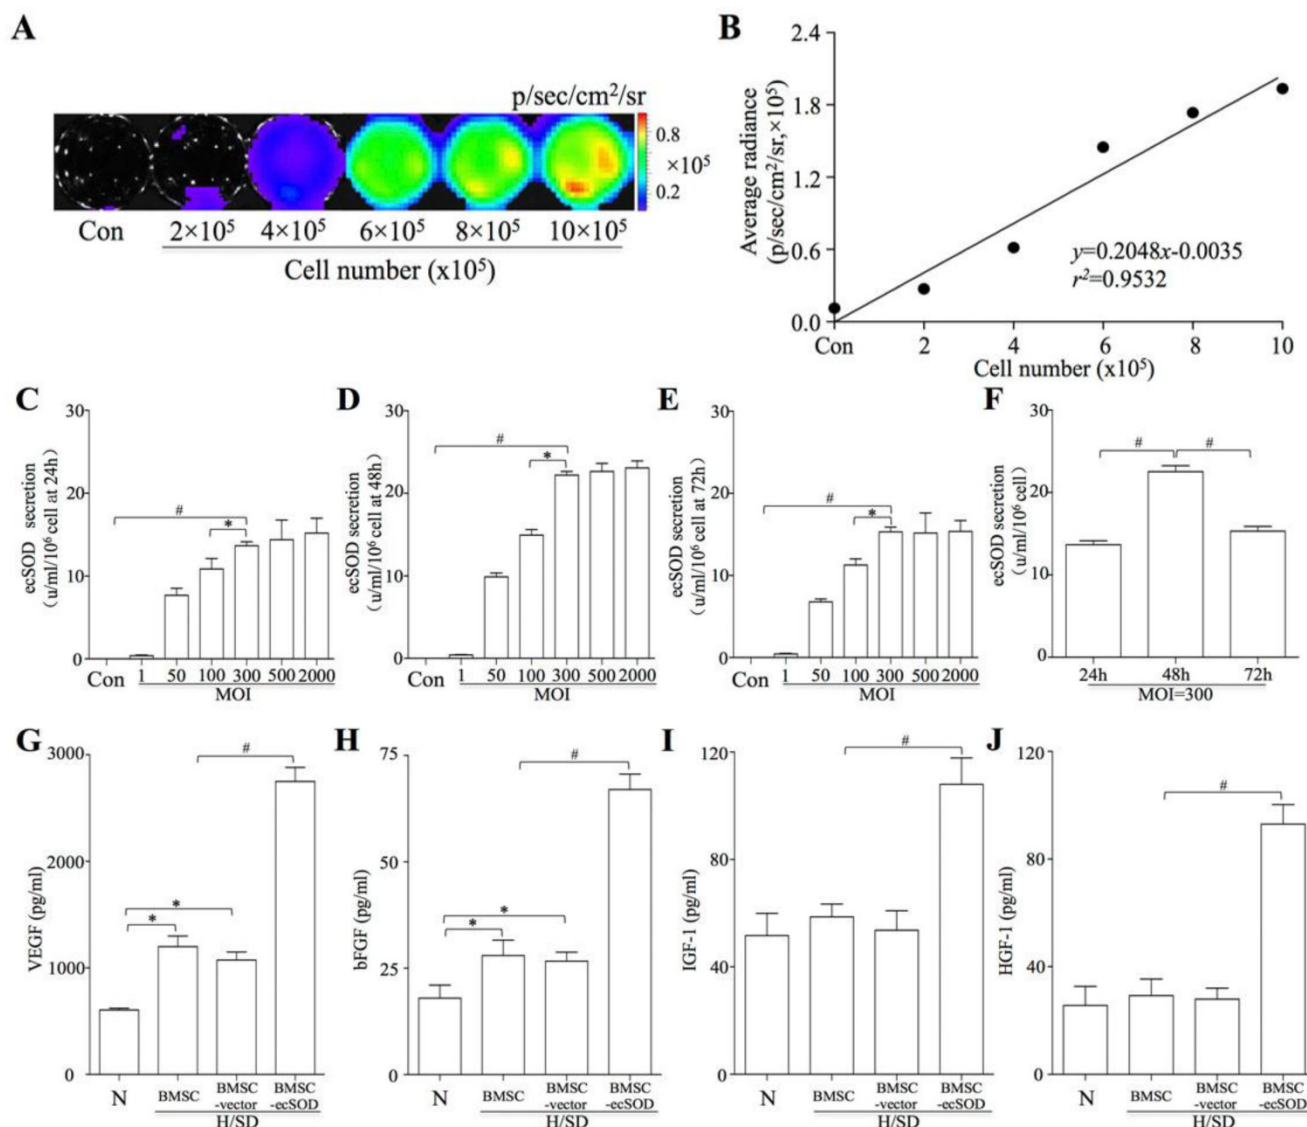 A
p/sec/cm²/sr
0.8
×10⁵
0.2
Con 2×10⁵ 4×10⁵ 6×10⁵ 8×10⁵ 10×10⁵
Cell number (x10⁵)
B
Average radiance
(p/sec/cm²/sr,×10⁵)
2.4
1.8
1.2
0.6
0.0
y=0.2048x-0.0035
r²=0.9532
Con 2 4 6 8 10
Cell number (x10⁵)
C
ecSOD secretion
(u/ml/10⁶ cell at 24h)
30
20
10
0
#
*
Con 1 50 100 300 500 2000
MOI
D
ecSOD secretion
(u/ml/10⁶ cell at 48h)
30
20
10
0
#
*
Con 1 50 100 300 500 2000
MOI
E
ecSOD secretion
(u/ml/10⁶ cell at 72h)
30
20
10
0
#
*
Con 1 50 100 300 500 2000
MOI
F
ecSOD secretion
(u/ml/10⁶ cell)
30
20
10
0
# #
24h 48h 72h
MOI=300
G
VEGF (pg/ml)
3000
2000
1000
0
#
*
*
N BMSC BMSC-vector BMSC-ecSOD
H/SD
H
bFGF (pg/ml)
75
50
25
0
#
*
*
N BMSC BMSC-vector BMSC-ecSOD
H/SD
I
IGF-1 (pg/ml)
120
80
40
0
#
N BMSC BMSC-vector BMSC-ecSOD
H/SD
J
HGF-1 (pg/ml)
120
80
40
0
#
N BMSC BMSC-vector BMSC-ecSOD
H/SD